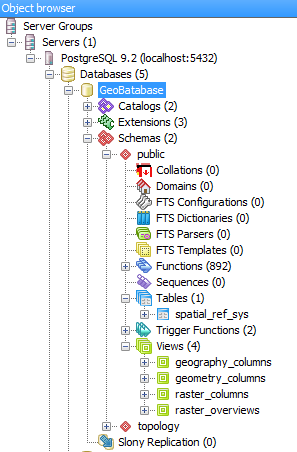 Object browser
Server Groups
Servers (1)
PostgreSQL 9.2 (localhost:5432)
Databases (5)
GeoBatabase
Catalogs (2)
Extensions (3)
Schemas (2)
public
Collations (0)
Domains (0)
FTS Configurations (0)
FTS Dictionaries (0)
FTS Parsers (0)
FTS Templates (0)
Functions (892)
Sequences (0)
Tables (1)
spatial_ref_sys
Trigger Functions (2)
Views (4)
geography_columns
geometry_columns
raster_columns
raster_overviews
topology
Slony Replication (0)